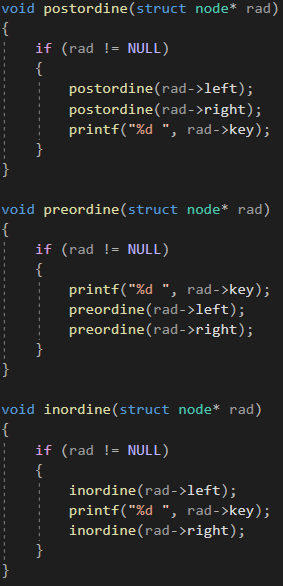 void postordine(struct node* rad)
{
    if (rad != NULL)
    {
        postordine(rad->left);
        postordine(rad->right);
        printf("%d ", rad->key);
    }
}

void preordine(struct node* rad)
{
    if (rad != NULL)
    {
        printf("%d ", rad->key);
        preordine(rad->left);
        preordine(rad->right);
    }
}

void inordine(struct node* rad)
{
    if (rad != NULL)
    {
        inordine(rad->left);
        printf("%d ", rad->key);
        inordine(rad->right);
    }
}